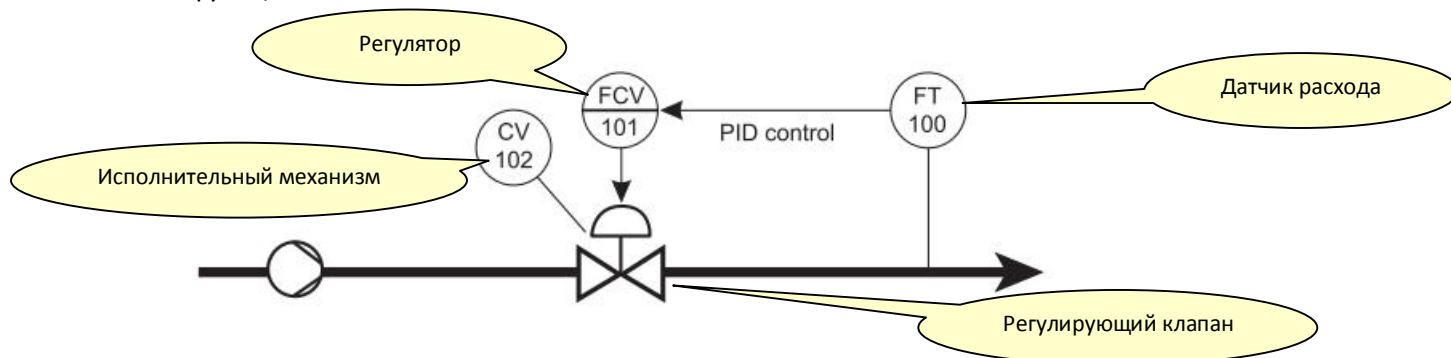 Регулятор
Датчик расхода
FCV
101
FT
100
PID control
CV
102
Исполнительный механизм
Регулирующий клапан